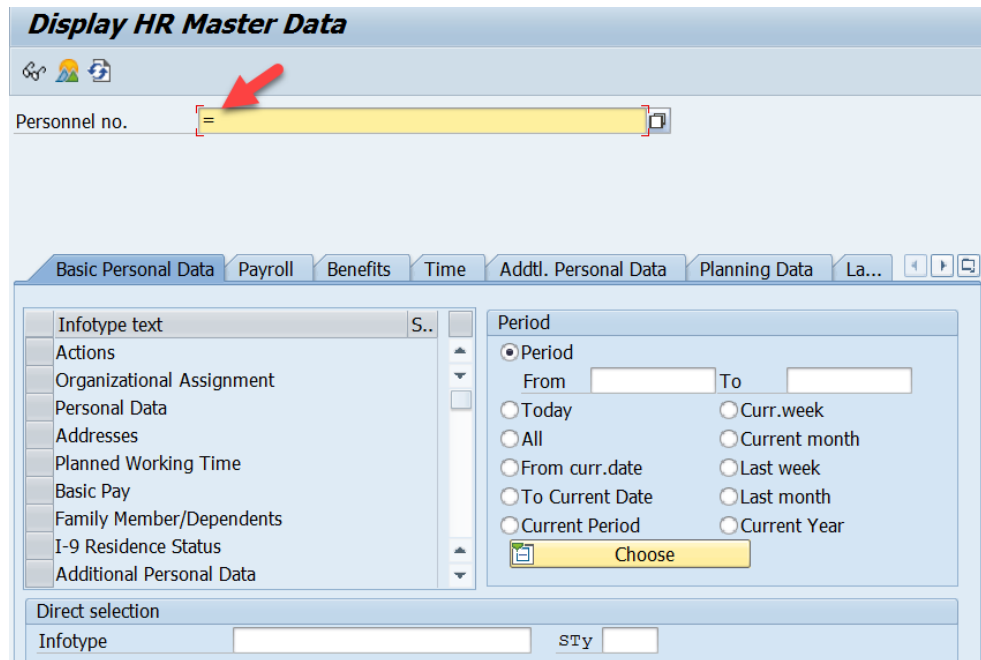 Display HR Master Data
Personnel no. =
Basic Personal Data Payroll Benefits Time Addtl. Personal Data Planning Data La...
Infotype text S..
Actions
Organizational Assignment
Personal Data
Addresses
Planned Working Time
Basic Pay
Family Member/Dependents
I-9 Residence Status
Additional Personal Data
Period
Period
From To
Today Curr.week
All Current month
From curr.date Last week
To Current Date Last month
Current Period Current Year
Choose
Direct selection
Infotype STy